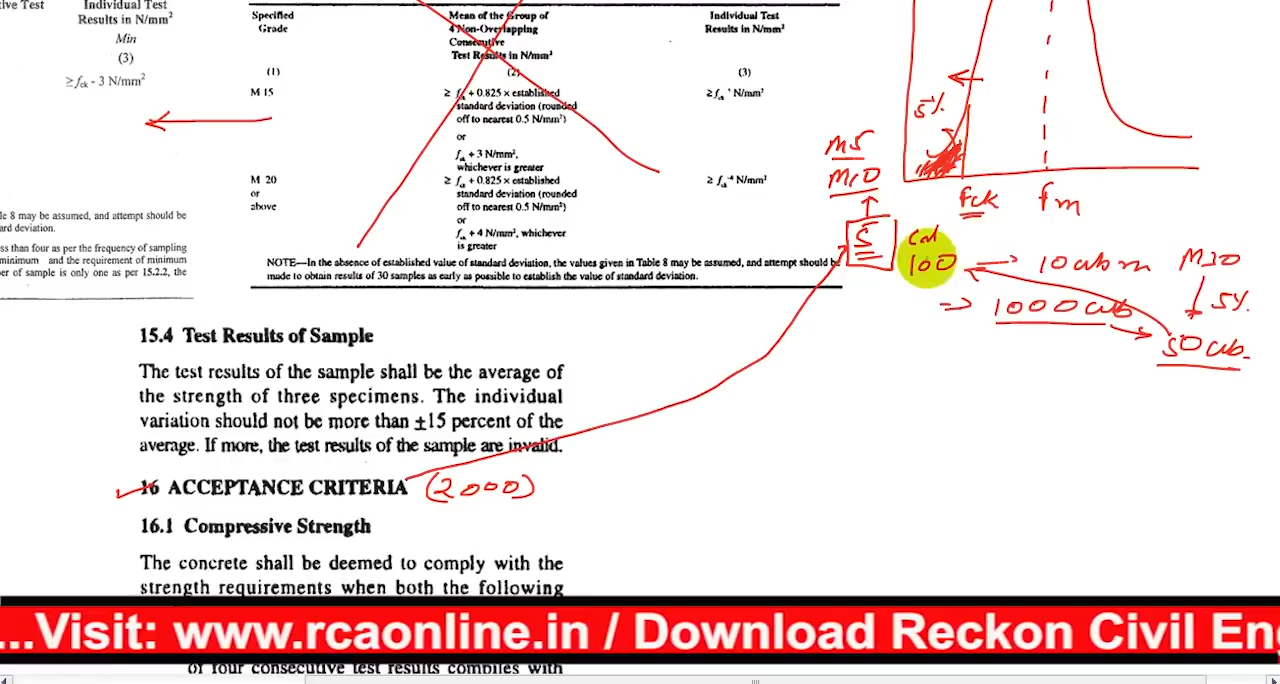 ive Test
Individual Test
Results in N/mm²
Min
(3)
≥ fck - 3 N/mm²
le 8 may be assumed, and attempt should be
ard deviation.
ess than four as per the frequency of sampling
minimum and the requirement of minimum
er of sample is only one as per 15.2.2, the
Specified
Grade
Mean of the Group of
4 Non-Overlapping
Consecutive
Test Results in N/mm²
Individual Test
Results in N/mm²
(1)
(2)
(3)
M 15
≥ fck + 0.825 × established
standard deviation (rounded
off to nearest 0.5 N/mm²)
or
fck + 3 N/mm²,
whichever is greater
M 20
or
above
≥ fck + 0.825 × established
standard deviation (rounded
off to nearest 0.5 N/mm²)
or
fck + 4 N/mm², whichever
is greater
≥ fck N/mm²
≥ fck-4 N/mm²
NOTE—In the absence of established value of standard deviation, the values given in Table 8 may be assumed, and attempt should be
made to obtain results of 30 samples as early as possible to establish the value of standard deviation.
5%
fck
fm
M5
M10
5
100
10 cubm
M20
1000 cub
5%
50 cub.
15.4 Test Results of Sample
The test results of the sample shall be the average of
the strength of three specimens. The individual
variation should not be more than ±15 percent of the
average. If more, the test results of the sample are invalid.
16 ACCEPTANCE CRITERIA (2000)
16.1 Compressive Strength
The concrete shall be deemed to comply with the
strength requirements when both the following
...Visit: www.rcaonline.in / Download Reckon Civil Eng
of four consecutive test results complies with